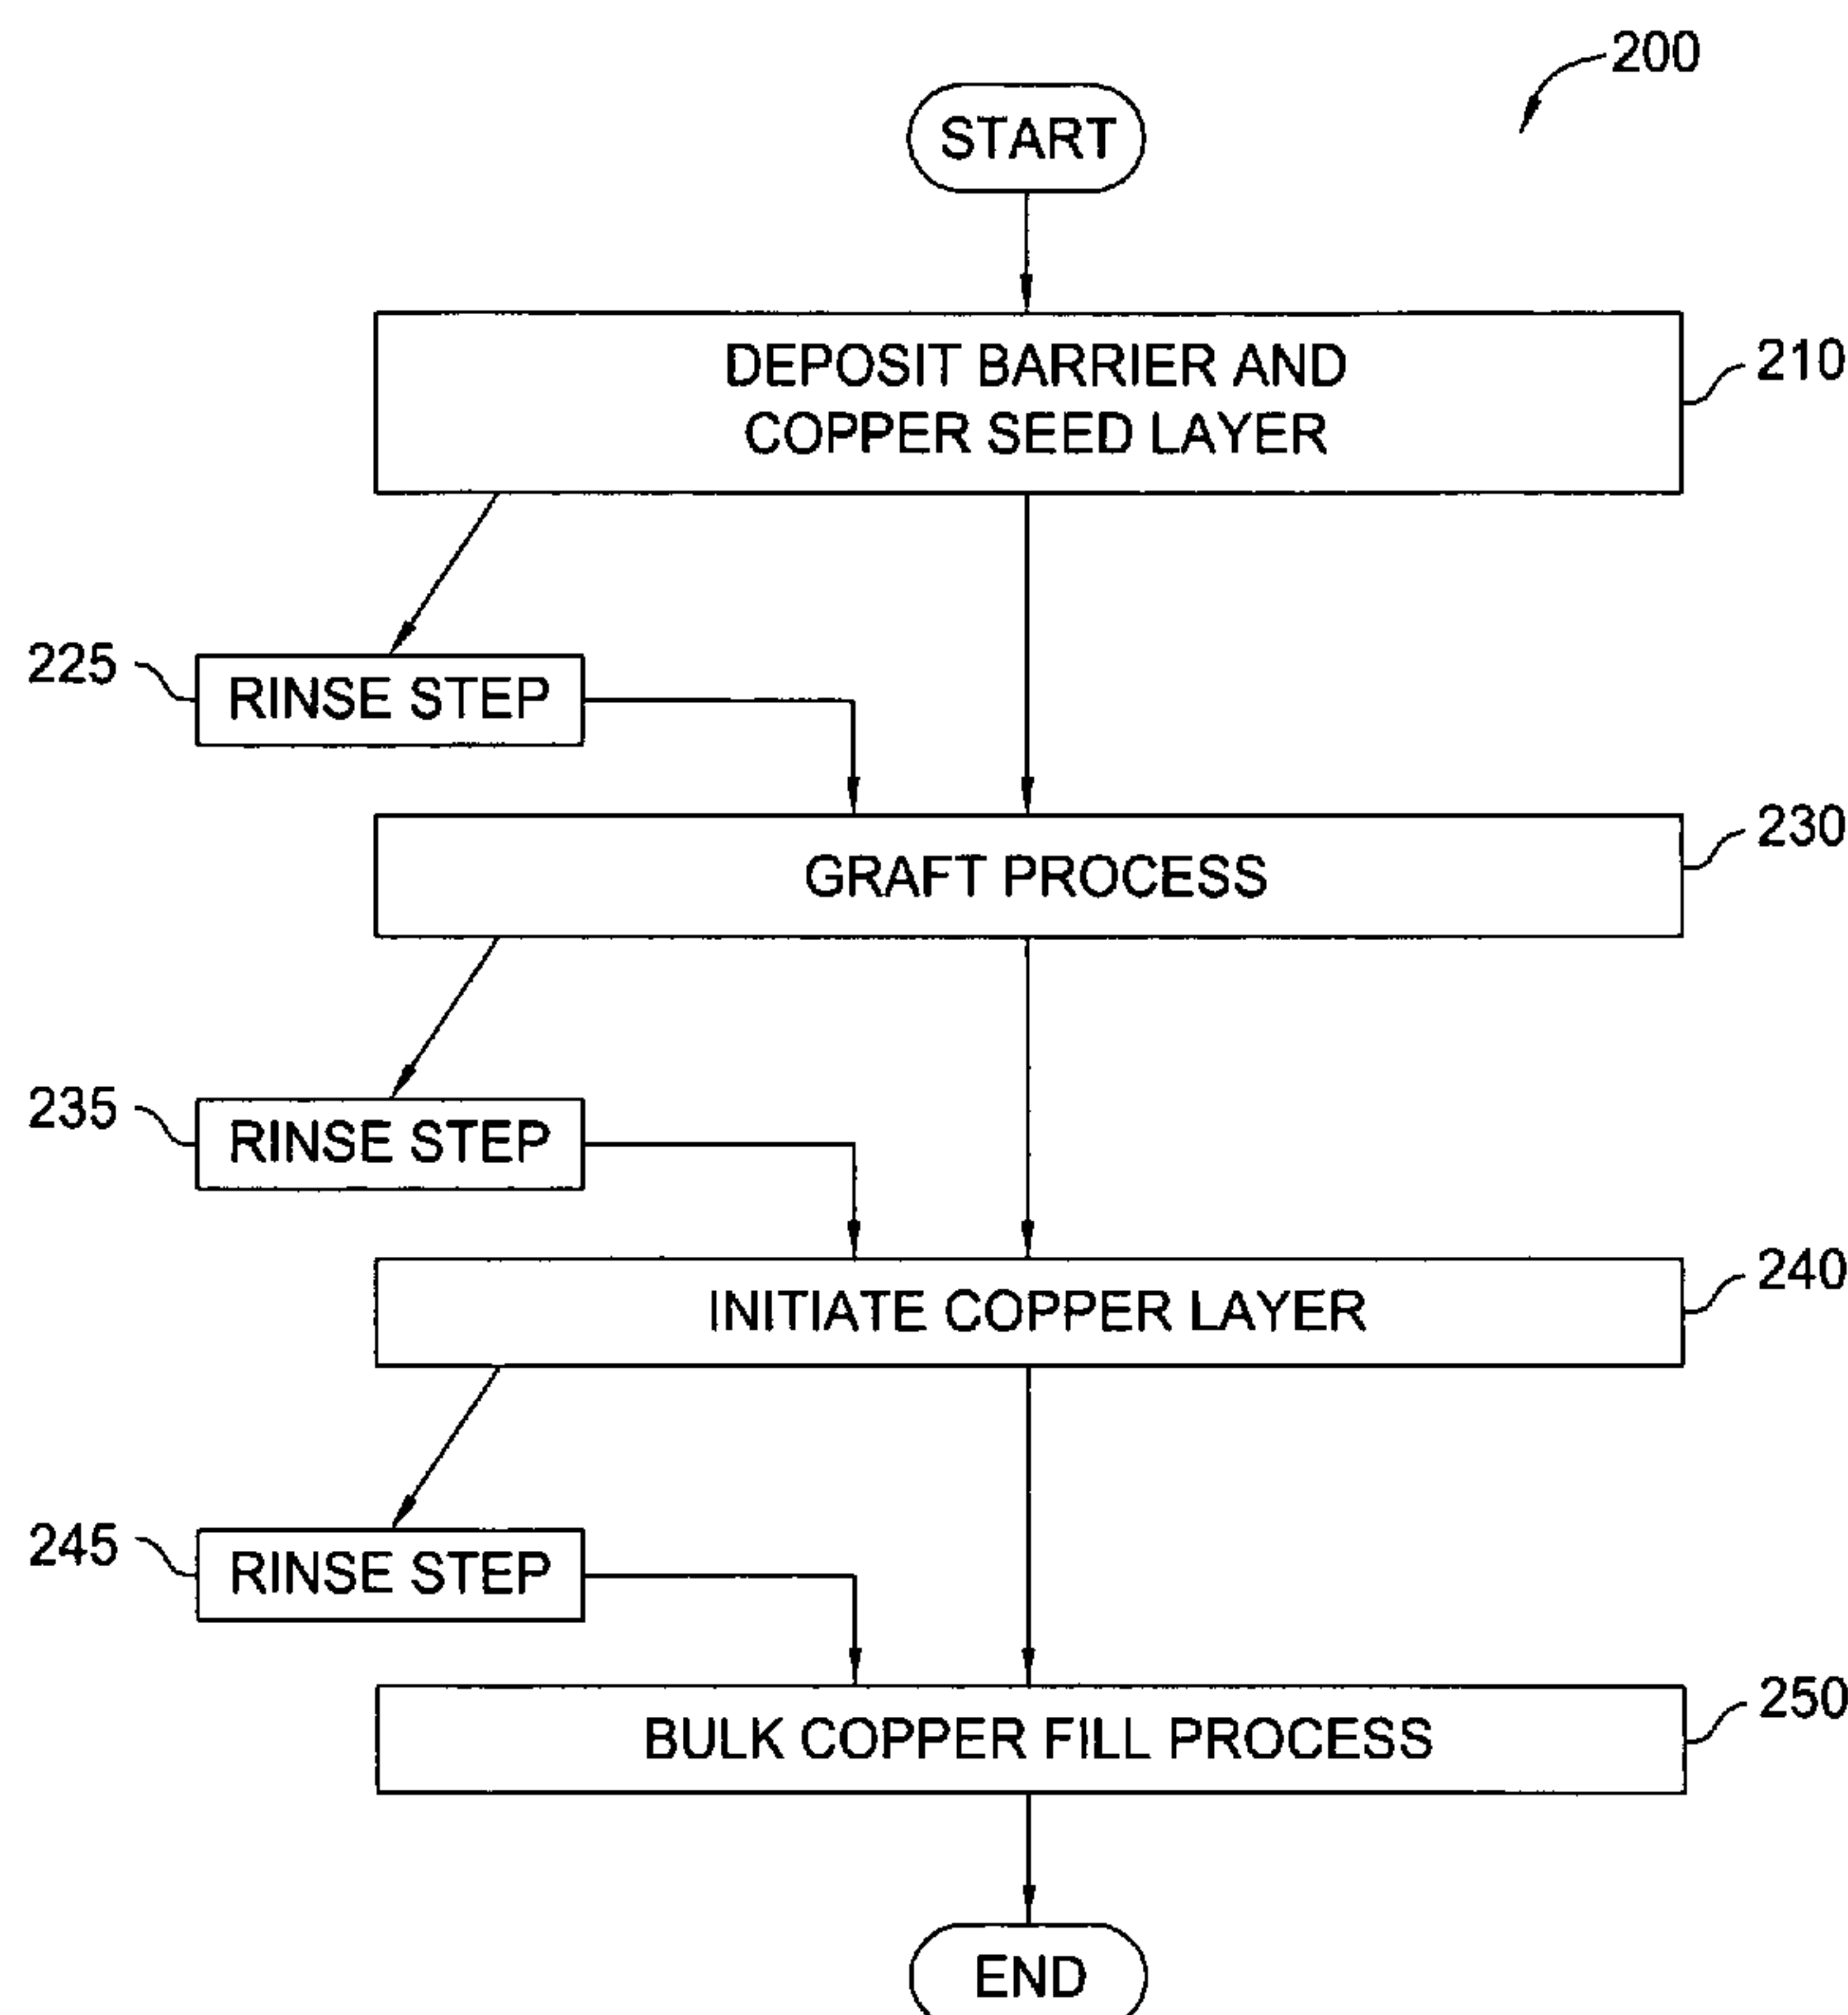 200
START
DEPOSIT BARRIER AND
COPPER SEED LAYER
210
225
RINSE STEP
GRAFT PROCESS
230
235
RINSE STEP
INITIATE COPPER LAYER
240
245
RINSE STEP
BULK COPPER FILL PROCESS
250
END